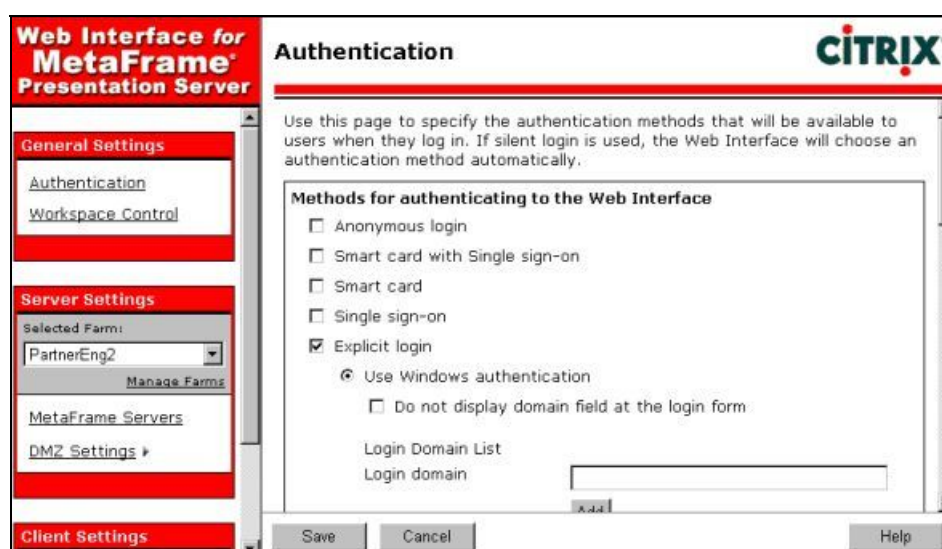 Web Interface for
MetaFrame®
Presentation Server
General Settings
Authentication
Workspace Control
Server Settings
Selected Farm:
PartnerEng2
Manage Farms
MetaFrame Servers
DMZ Settings
Client Settings
Authentication
CITRIX
Use this page to specify the authentication methods that will be available to
users when they log in. If silent login is used, the Web Interface will choose an
authentication method automatically.
Methods for authenticating to the Web Interface
Anonymous login
Smart card with Single sign-on
Smart card
Single sign-on
Explicit login
Use Windows authentication
Do not display domain field at the login form
Login Domain List
Login domain
Add
Save Cancel Help